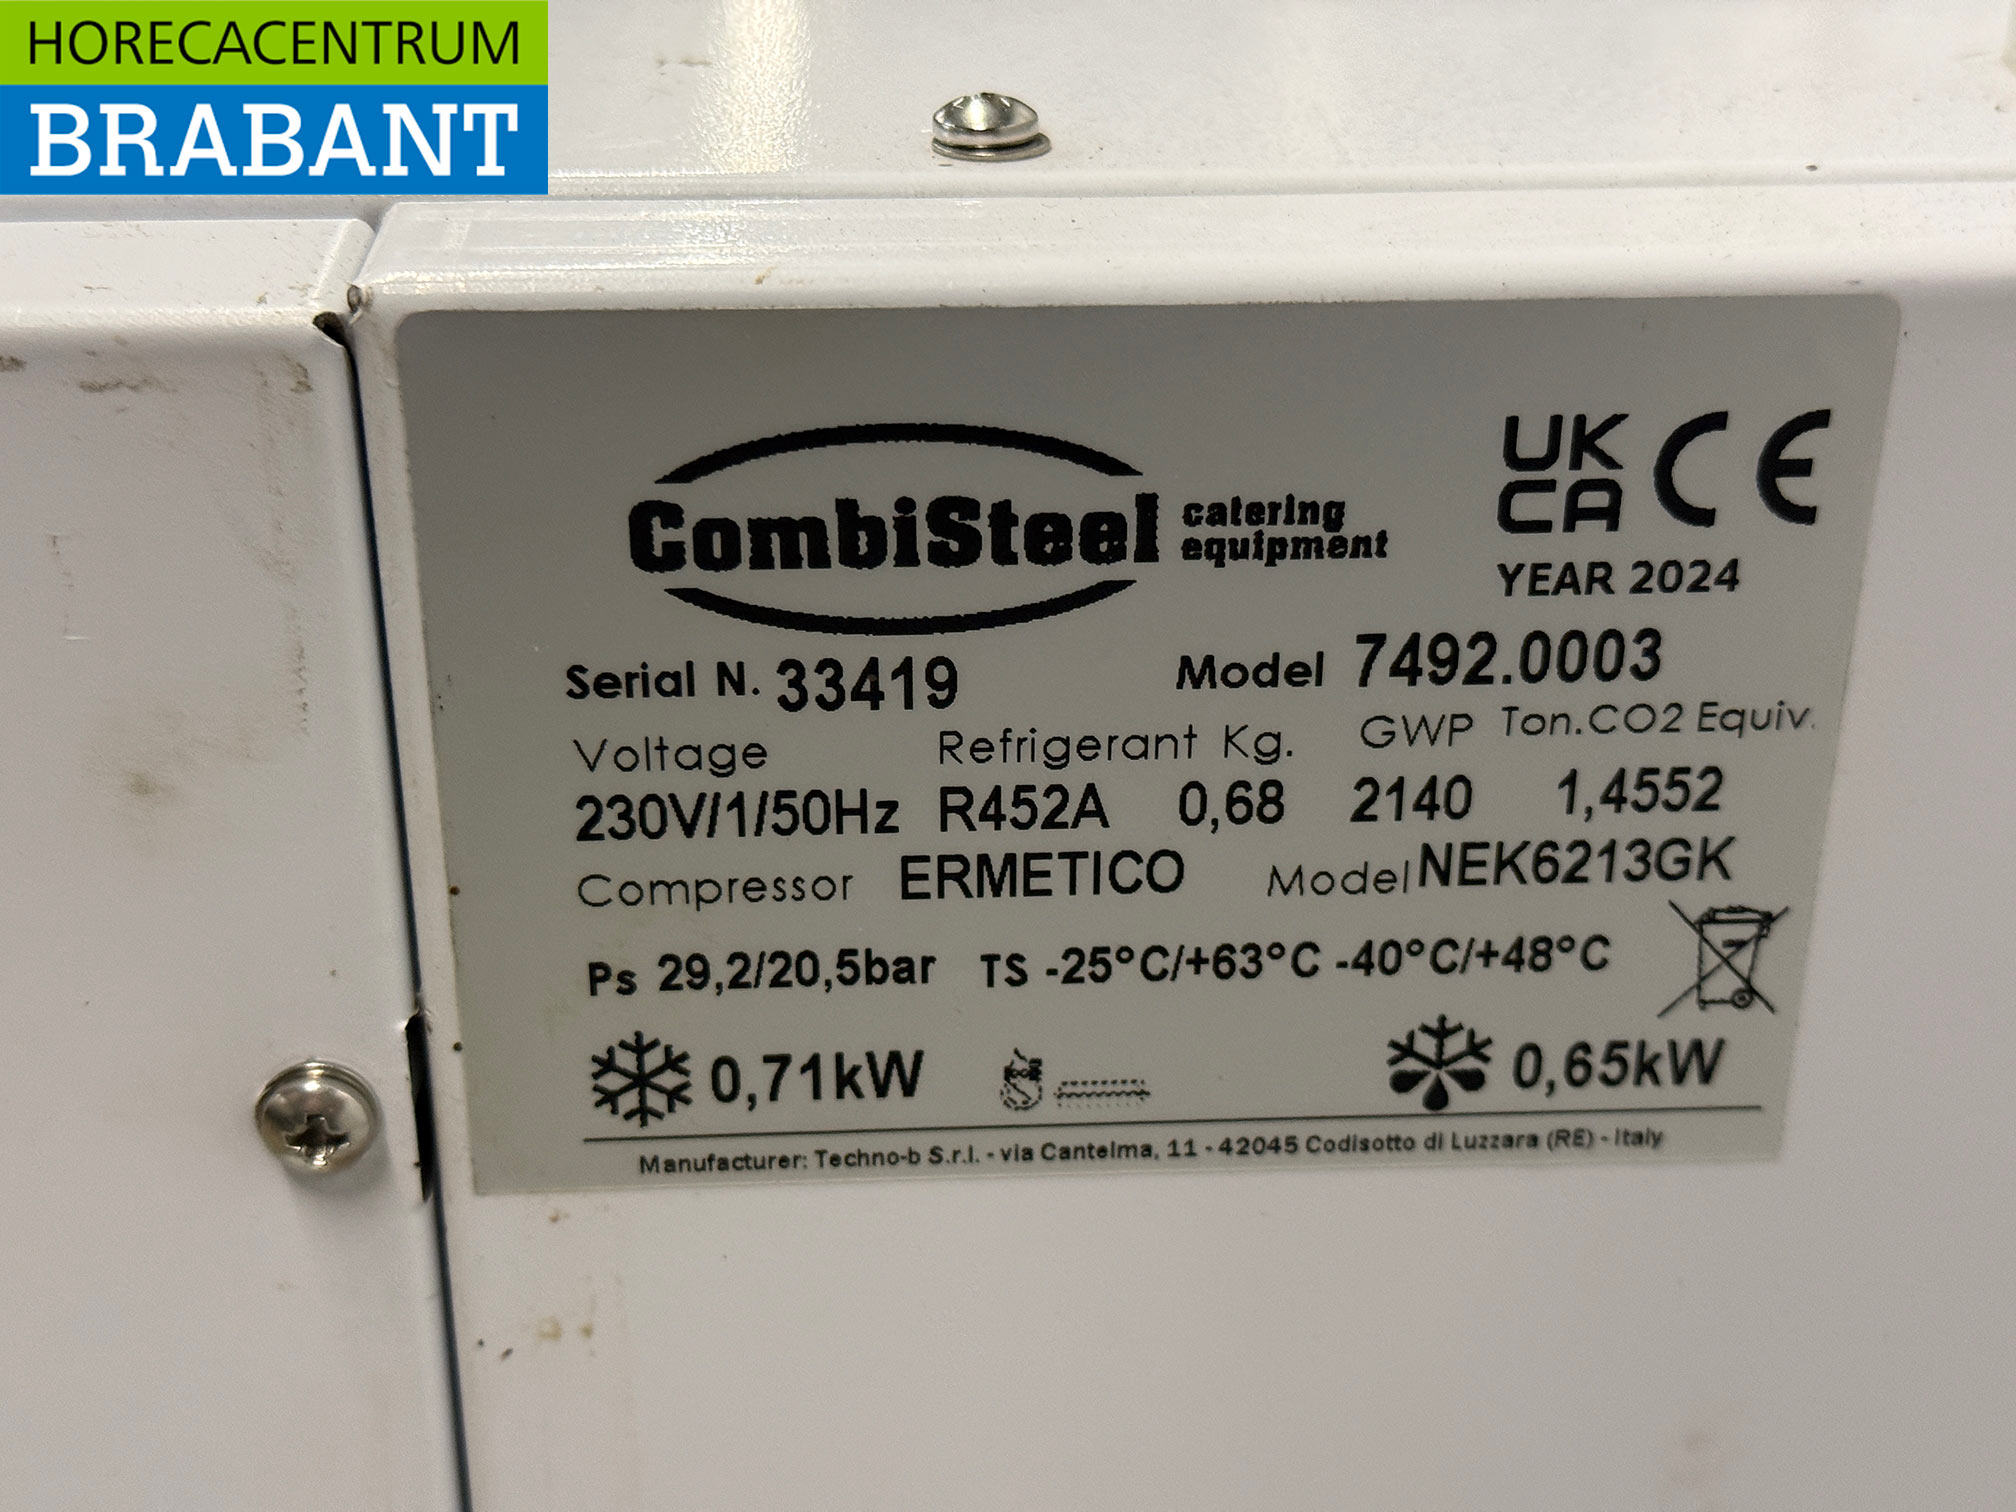 HORECACENTRUM
BRABANT
CombiSteel catering equipment
UK CA CE
YEAR 2024
Serial N. 33419 Model 7492.0003
Voltage Refrigerant Kg. GWP Ton.CO2 Equiv.
230V/1/50Hz R452A 0,68 2140 1,4552
Compressor ERMETICO Model NEK6213GK
Ps 29,2/20,5bar TS -25°C/+63°C -40°C/+48°C
0,71kW 0,65kW
Manufacturer: Techno-b S.r.l. - via Cantelma, 11 - 42045 Codisotto di Luzzara (RE) - Italy